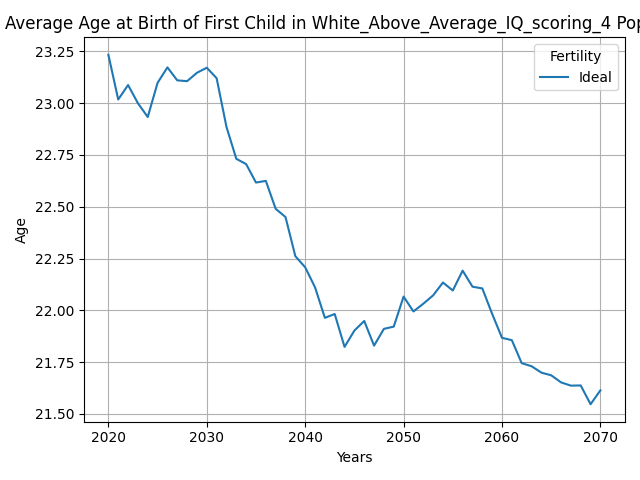 Average Age at Birth of First Child in White_Above_Average_IQ_scoring_4 Pop
Fertility
Ideal
23.25
23.00
22.75
22.50
22.25
22.00
21.75
21.50
Age
2020 2030 2040 2050 2060 2070
Years